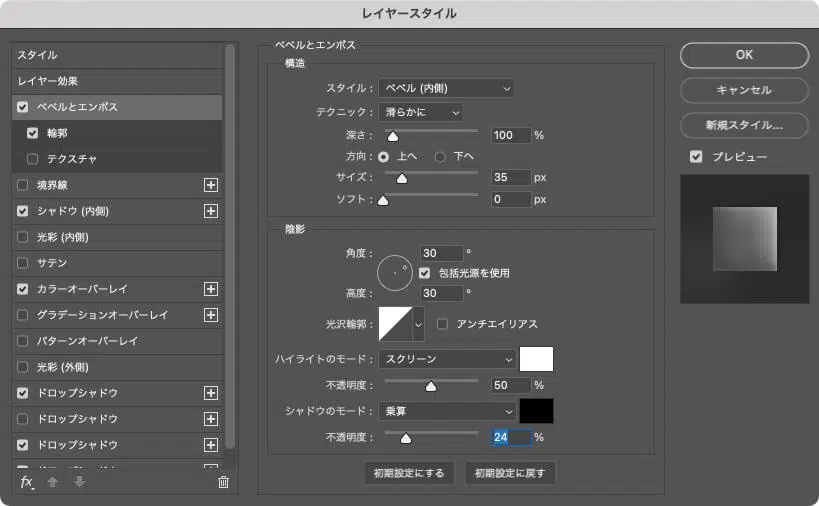 レイヤースタイル
スタイル
レイヤー効果
ベベルとエンボス
輪郭
テクスチャ
境界線
シャドウ (内側)
光彩 (内側)
サテン
カラーオーバーレイ
グラデーションオーバーレイ
パターンオーバーレイ
光彩 (外側)
ドロップシャドウ
ドロップシャドウ
ドロップシャドウ
fx
ベベルとエンボス
構造
スタイル： ベベル (内側)
テクニック： 滑らかに
深さ： 100 %
方向： 上へ 下へ
サイズ： 35 px
ソフト： 0 px
陰影
角度： 30 °
包括光源を使用
高度： 30 °
光沢輪郭： アンチエイリアス
ハイライトのモード： スクリーン
不透明度： 50 %
シャドウのモード： 乗算
不透明度： 24 %
初期設定にする 初期設定に戻す
OK
キャンセル
新規スタイル...
プレビュー